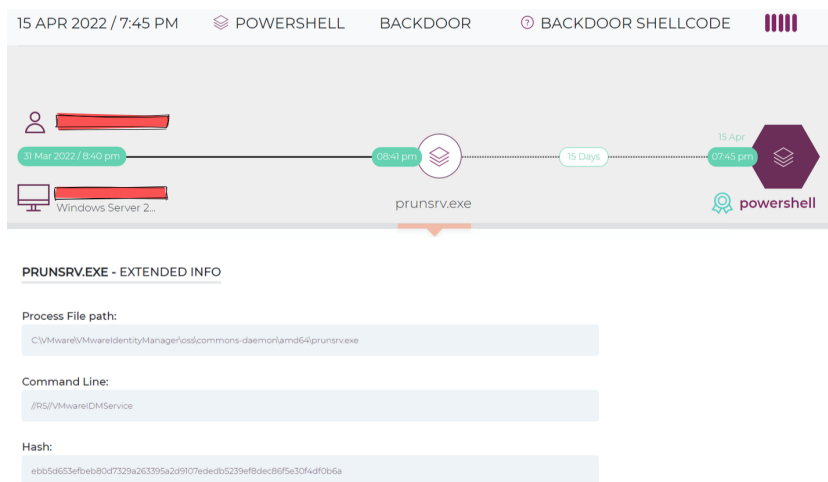 15 APR 2022 / 7:45 PM POWERSHELL BACKDOOR BACKDOOR SHELLCODE
15 Apr
31 Mar 2022 / 8:40 pm 08:41 pm 15 Days 07:45 pm
Windows Server 2... prunsrv.exe powershell
PRUNSRV.EXE - EXTENDED INFO
Process File path:
C:\VMware\VMwareIdentityManager\oss\commons-daemon\amd64\prunsrv.exe
Command Line:
//RS//VMwareIDMService
Hash:
ebb5d653efbeb80d7329a263395a2d9107ededb5239ef8dec86f5e30f4df0b6a